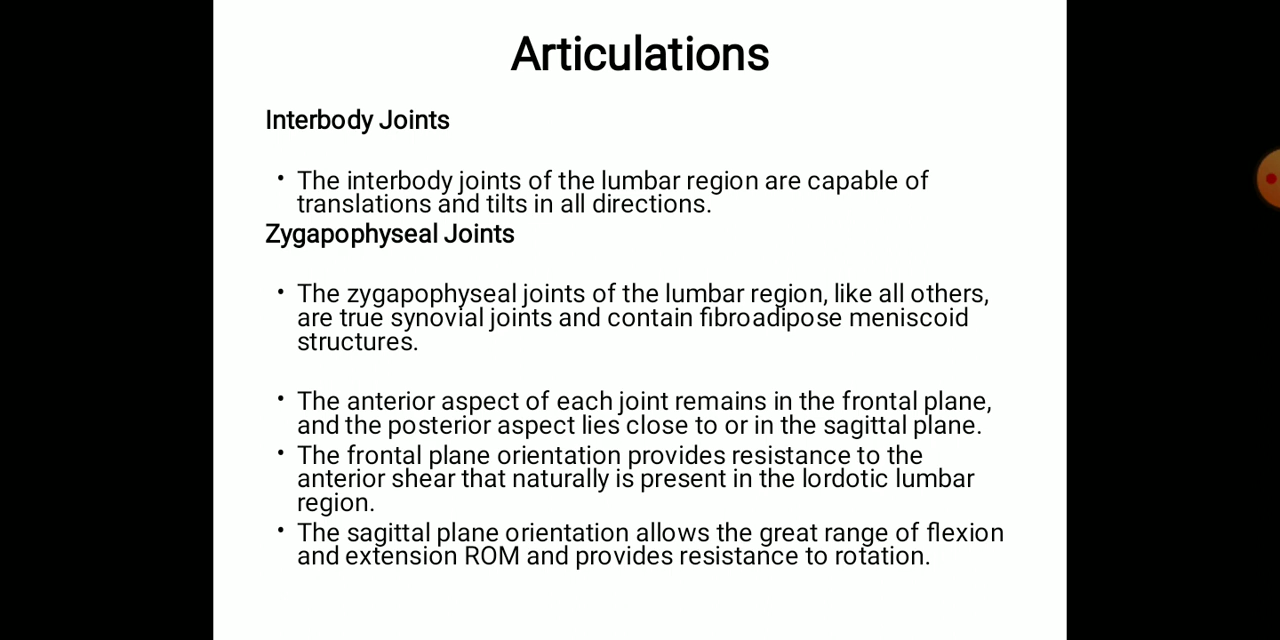 Articulations
Interbody Joints
• The interbody joints of the lumbar region are capable of
translations and tilts in all directions.
Zygapophyseal Joints
• The zygapophyseal joints of the lumbar region, like all others,
are true synovial joints and contain fibroadipose meniscoid
structures.
• The anterior aspect of each joint remains in the frontal plane,
and the posterior aspect lies close to or in the sagittal plane.
• The frontal plane orientation provides resistance to the
anterior shear that naturally is present in the lordotic lumbar
region.
• The sagittal plane orientation allows the great range of flexion
and extension ROM and provides resistance to rotation.